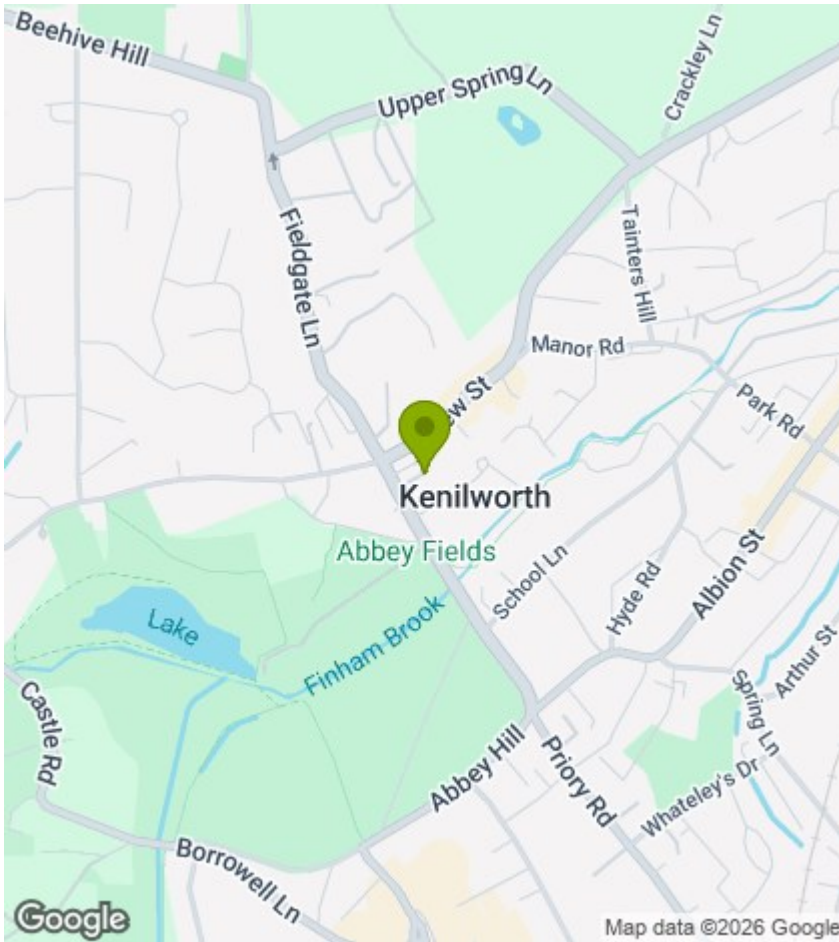 Beehive Hill
Upper Spring Ln
Crackley Ln
Fieldgate Ln
Tainters Hill
Manor Rd
St
Park Rd
Kenilworth
Abbey Fields
School Ln
Hyde Rd
Albion St
Lake
Finham Brook
Arthur St
Spring Ln
Castle Rd
Abbey Hill
Priory Rd
Whateley's Dr
Borrowell Ln
Google
Map data ©2026 Google